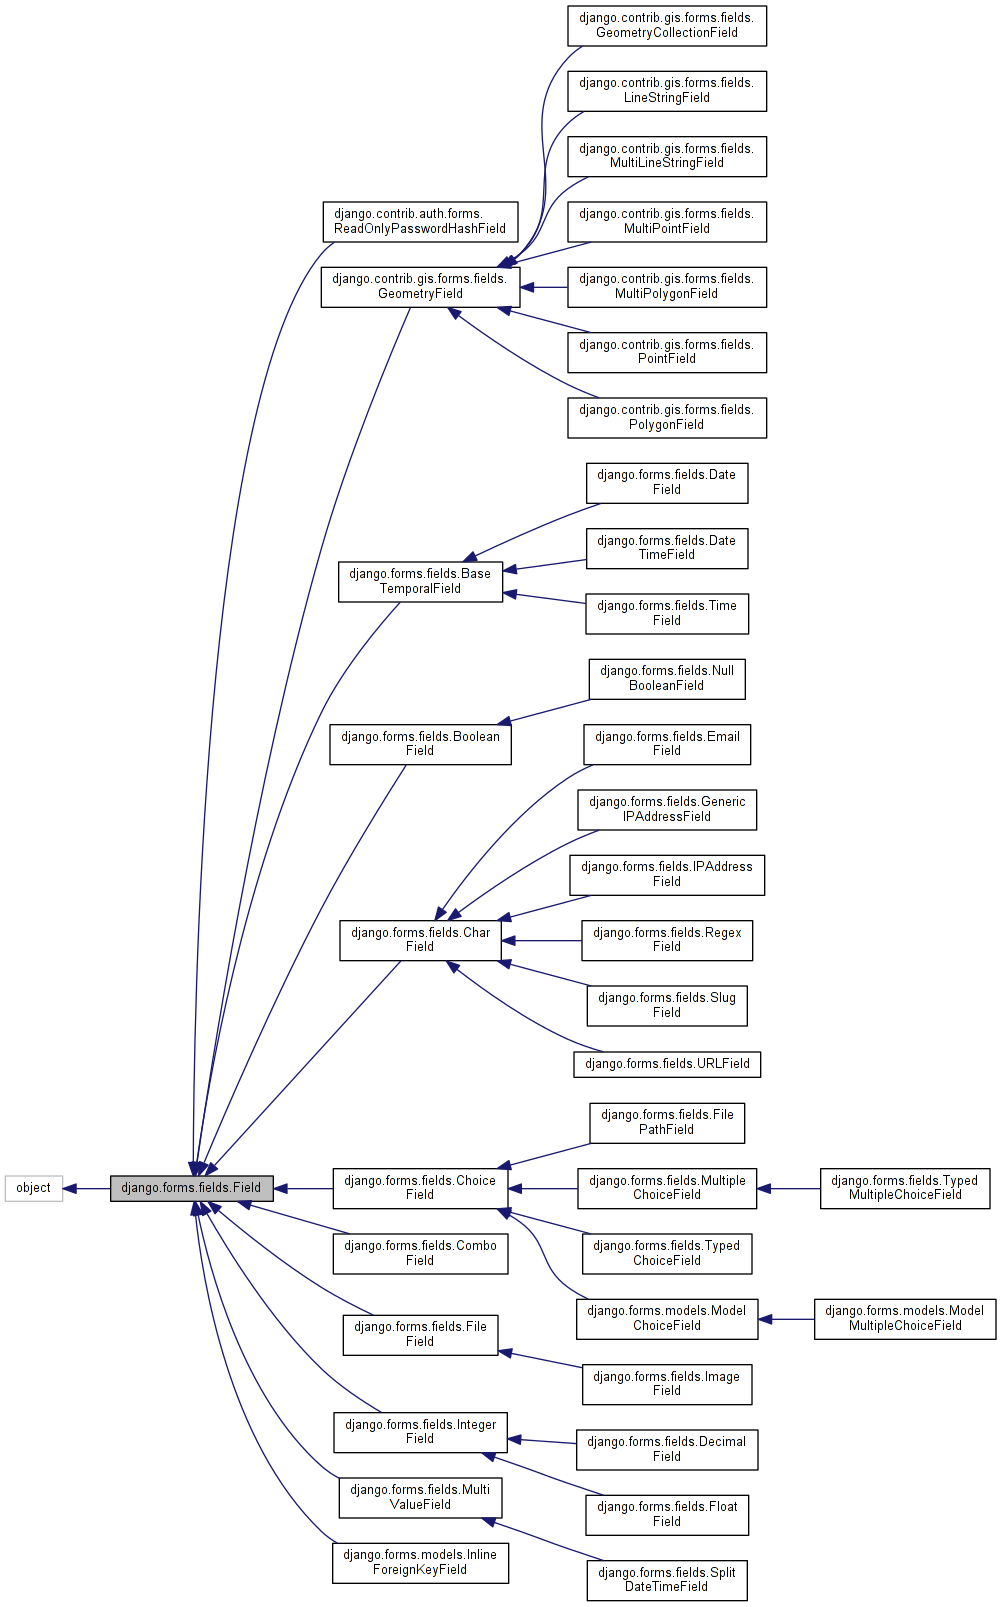 django.contrib.gis.forms.fields.
GeometryCollectionField
django.contrib.gis.forms.fields.
LineStringField
django.contrib.gis.forms.fields.
MultiLineStringField
django.contrib.auth.forms.
ReadOnlyPasswordHashField
django.contrib.gis.forms.fields.
MultiPointField
django.contrib.gis.forms.fields.
GeometryField
django.contrib.gis.forms.fields.
MultiPolygonField
django.contrib.gis.forms.fields.
PointField
django.contrib.gis.forms.fields.
PolygonField
django.forms.fields.Date
Field
django.forms.fields.Date
TimeField
django.forms.fields.Base
TemporalField
django.forms.fields.Time
Field
django.forms.fields.Null
BooleanField
django.forms.fields.Boolean
Field
django.forms.fields.Email
Field
django.forms.fields.Generic
IPAddressField
django.forms.fields.IPAddress
Field
django.forms.fields.Char
Field
django.forms.fields.Regex
Field
django.forms.fields.Slug
Field
django.forms.fields.URLField
django.forms.fields.File
PathField
object
django.forms.fields.Field
django.forms.fields.Choice
Field
django.forms.fields.Multiple
ChoiceField
django.forms.fields.Typed
MultipleChoiceField
django.forms.fields.Combo
Field
django.forms.fields.Typed
ChoiceField
django.forms.fields.File
Field
django.forms.models.Model
ChoiceField
django.forms.models.Model
MultipleChoiceField
django.forms.fields.Image
Field
django.forms.fields.Integer
Field
django.forms.fields.Decimal
Field
django.forms.fields.Multi
ValueField
django.forms.fields.Float
Field
django.forms.models.Inline
ForeignKeyField
django.forms.fields.Split
DateTimeField